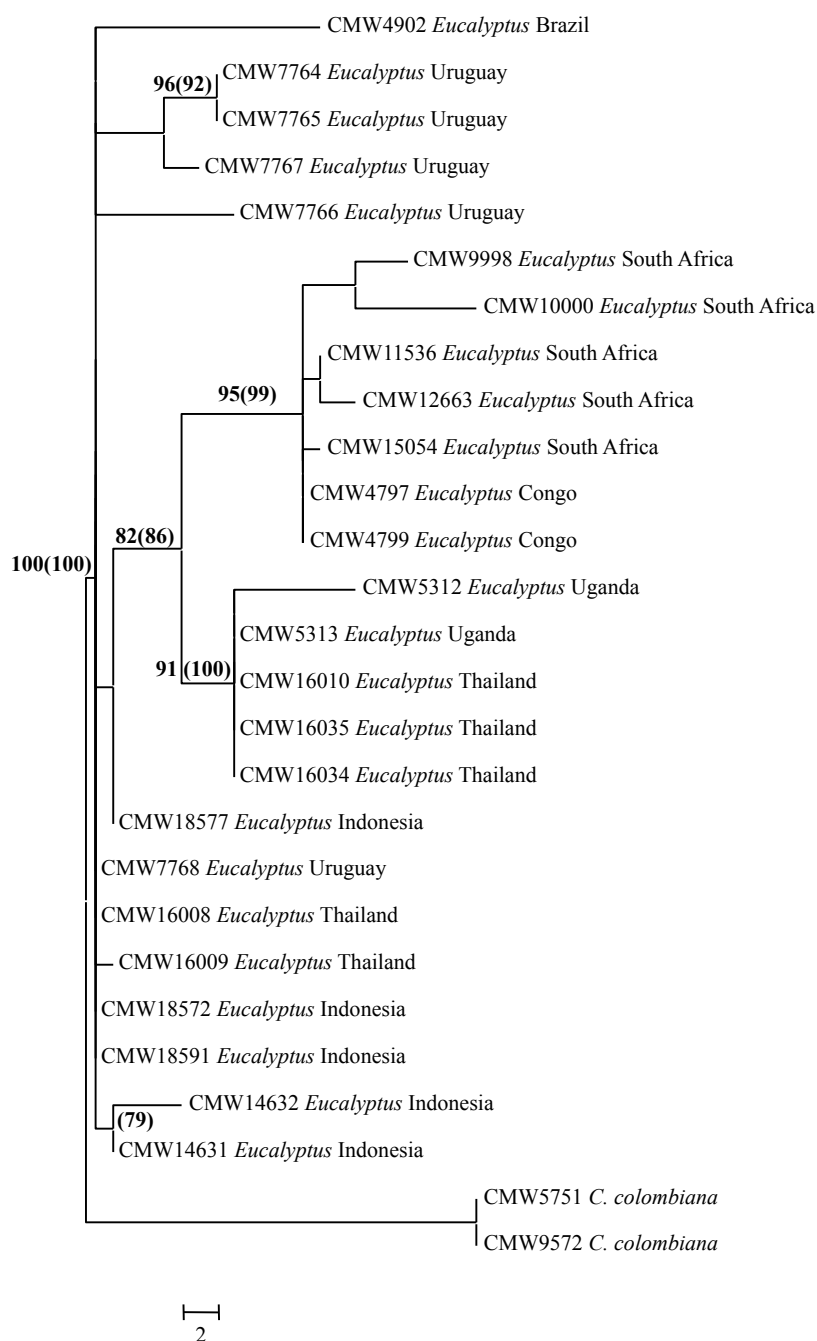 CMW4902 Eucalyptus Brazil
96(92)
CMW7764 Eucalyptus Uruguay
CMW7765 Eucalyptus Uruguay
CMW7767 Eucalyptus Uruguay
CMW7766 Eucalyptus Uruguay
CMW9998 Eucalyptus South Africa
CMW10000 Eucalyptus South Africa
CMW11536 Eucalyptus South Africa
95(99)
CMW12663 Eucalyptus South Africa
CMW15054 Eucalyptus South Africa
CMW4797 Eucalyptus Congo
82(86)
CMW4799 Eucalyptus Congo
100(100)
CMW5312 Eucalyptus Uganda
CMW5313 Eucalyptus Uganda
91 (100)
CMW16010 Eucalyptus Thailand
CMW16035 Eucalyptus Thailand
CMW16034 Eucalyptus Thailand
CMW18577 Eucalyptus Indonesia
CMW7768 Eucalyptus Uruguay
CMW16008 Eucalyptus Thailand
CMW16009 Eucalyptus Thailand
CMW18572 Eucalyptus Indonesia
CMW18591 Eucalyptus Indonesia
CMW14632 Eucalyptus Indonesia
(79)
CMW14631 Eucalyptus Indonesia
CMW5751 C. colombiana
CMW9572 C. colombiana
2